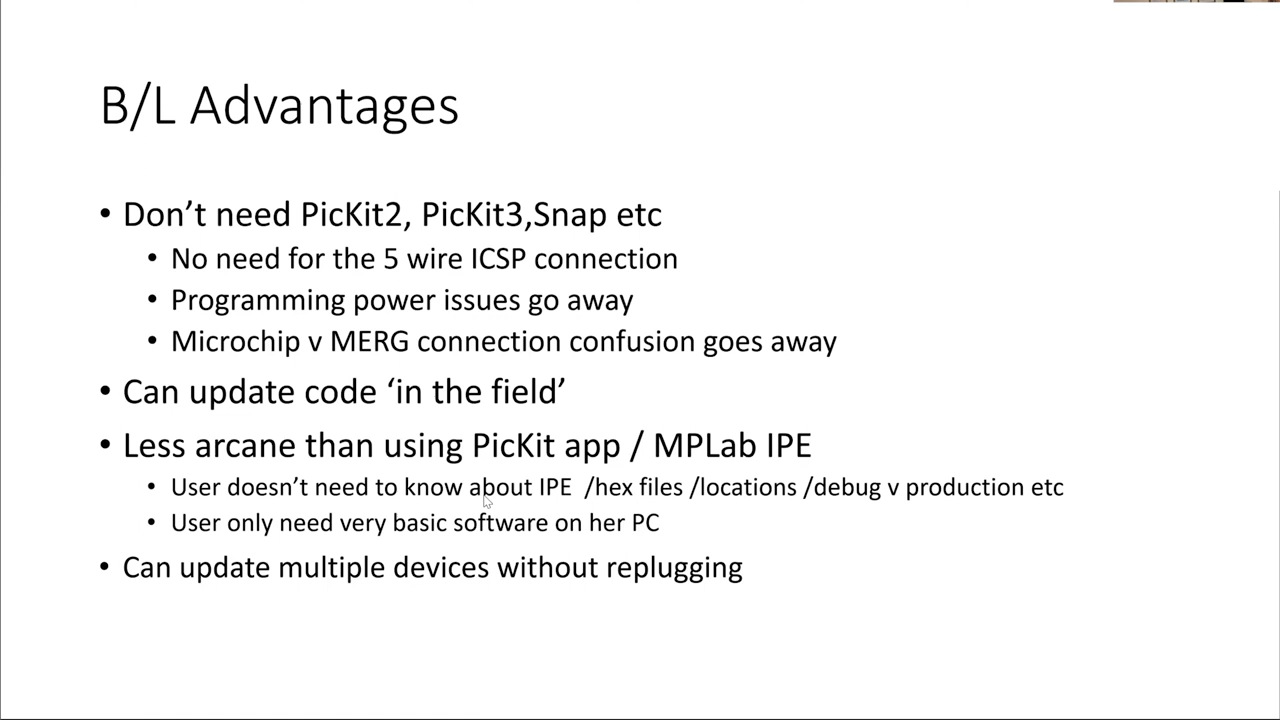 B/L Advantages
• Don’t need PicKit2, PicKit3,Snap etc
• No need for the 5 wire ICSP connection
• Programming power issues go away
• Microchip v MERG connection confusion goes away
• Can update code ‘in the field’
• Less arcane than using PicKit app / MPLab IPE
• User doesn’t need to know about IPE  /hex files /locations /debug v production etc
• User only need very basic software on her PC
• Can update multiple devices without replugging